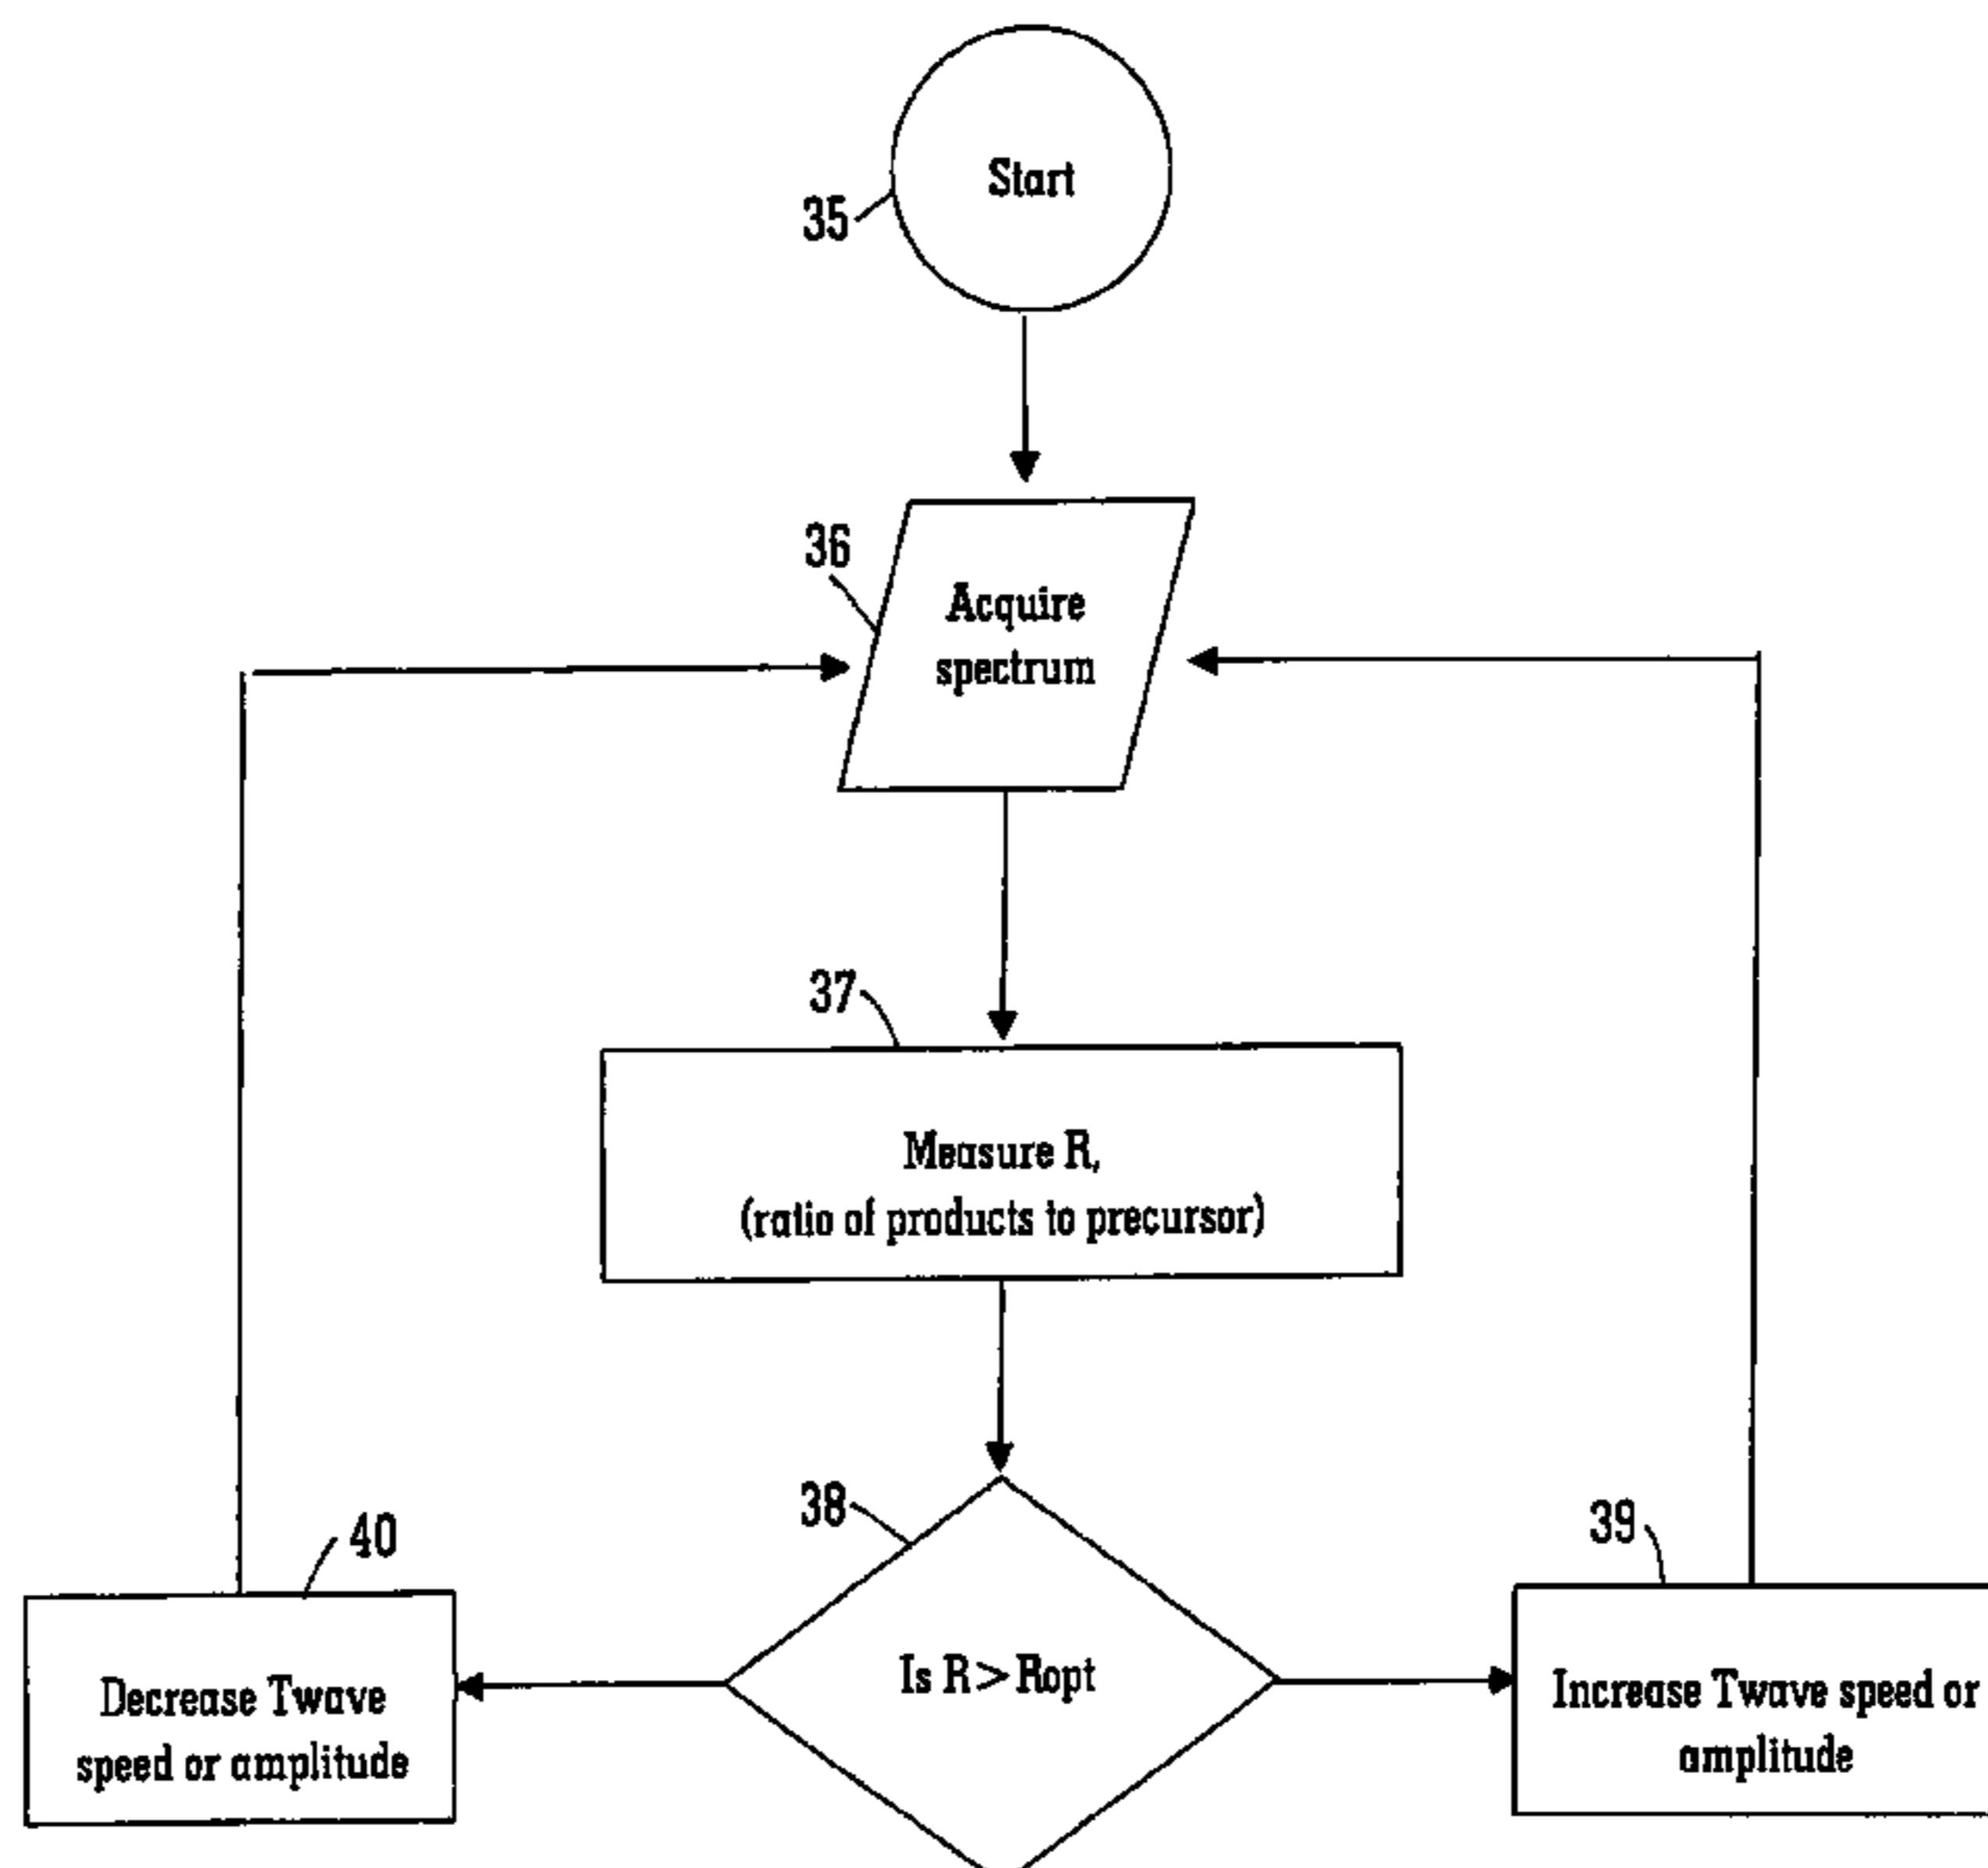 Start
35
36
Acquire
spectrum
37
Measure R,
(ratio of products to precursor)
38
Is R > Ropt
40
Decrease Twave
speed or amplitude
39
Increase Twave speed or
amplitude